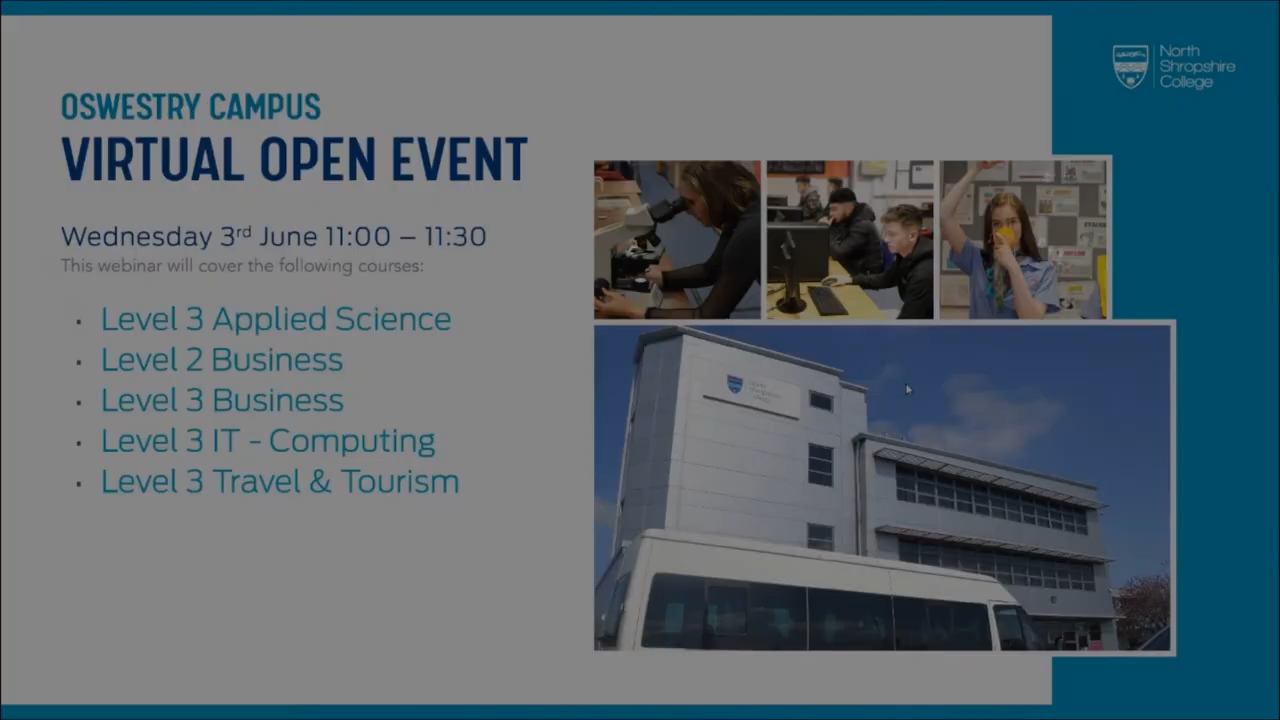 North
Shropshire
College
OSWESTRY CAMPUS
VIRTUAL OPEN EVENT
Wednesday 3rd June 11:00 – 11:30
This webinar will cover the following courses:
· Level 3 Applied Science
· Level 2 Business
· Level 3 Business
· Level 3 IT - Computing
· Level 3 Travel & Tourism